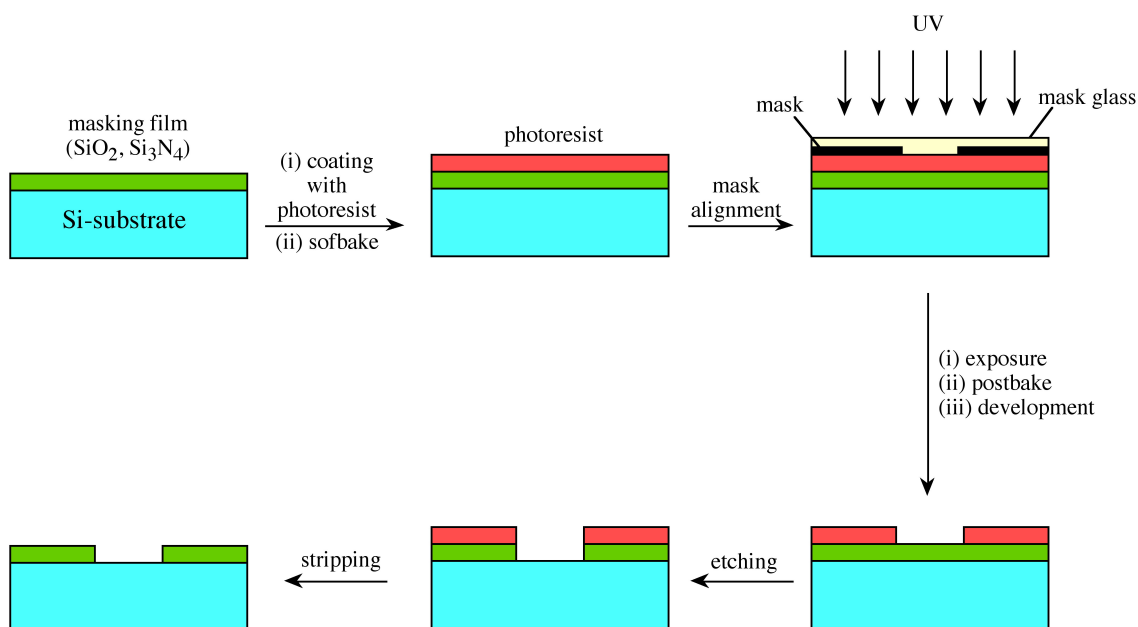 masking film
(SiO2, Si3N4)
Si-substrate
(i) coating
with
photoresist
(ii) sofbake
photoresist
mask
alignment
UV
mask
mask glass
(i) exposure
(ii) postbake
(iii) development
etching
stripping